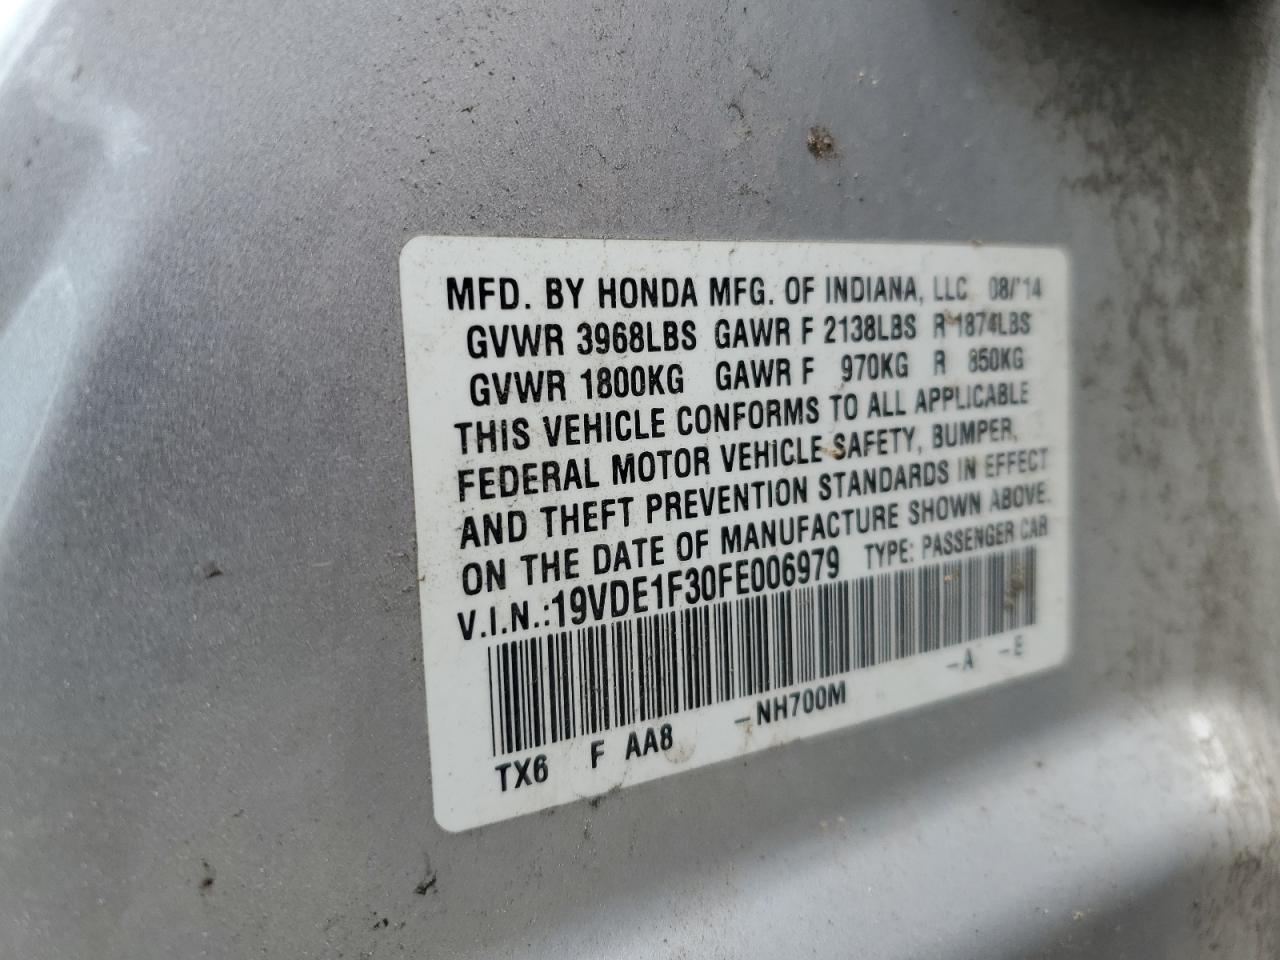 MFD. BY HONDA MFG. OF INDIANA, LLC 08/'14
GVWR 3968LBS GAWR F 2138LBS R 1874LBS
GVWR 1800KG GAWR F 970KG R 850KG
THIS VEHICLE CONFORMS TO ALL APPLICABLE
FEDERAL MOTOR VEHICLE SAFETY, BUMPER,
AND THEFT PREVENTION STANDARDS IN EFFECT
ON THE DATE OF MANUFACTURE SHOWN ABOVE.
V.I.N.:19VDE1F30FE006979 TYPE: PASSENGER CAR
TX6 F AA8 -NH700M -A -E